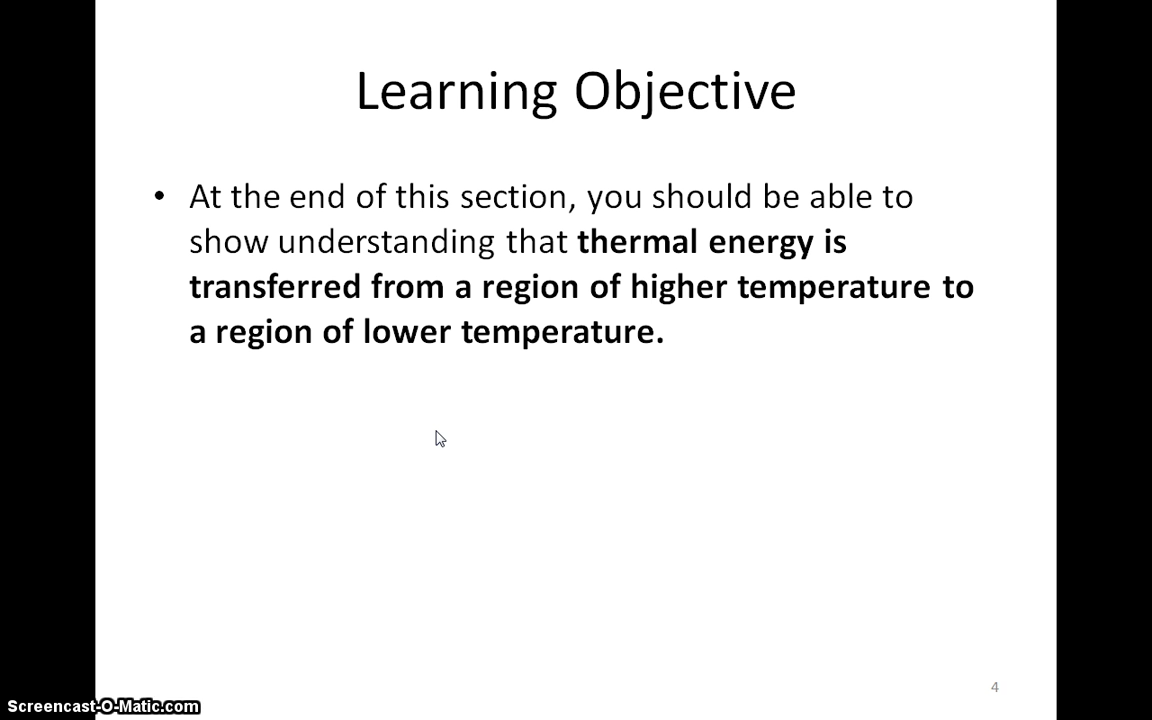 Learning Objective
• At the end of this section, you should be able to
show understanding that thermal energy is
transferred from a region of higher temperature to
a region of lower temperature.
4
Screencast-O-Matic.com